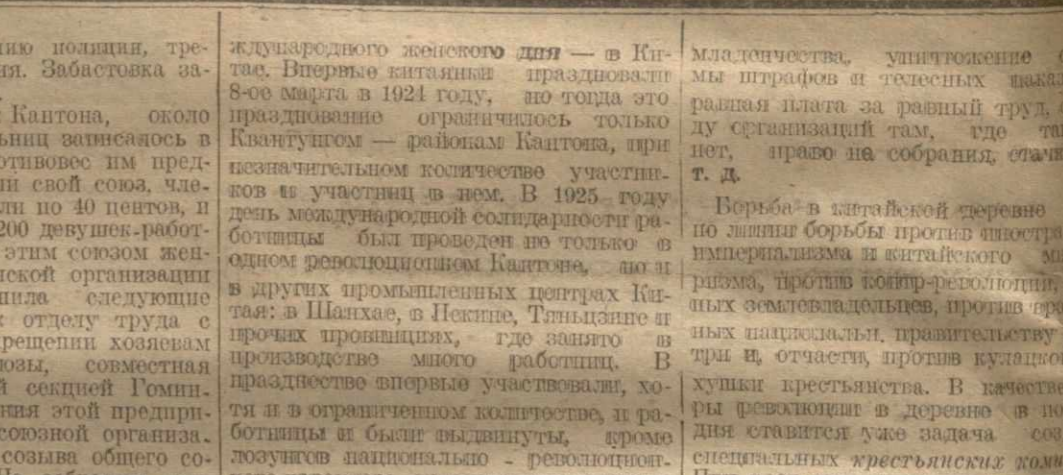 нию полиции, тре-
ия. Забастовка за-
Кантона, около
ьниц записалось в
отивовес им пред-
ли свой союз, чле-
ли по 40 центов, и
200 девушек-работ-
этим союзом жен-
нской организации
шила следующие
к отделу труда с
рещении хозяевам
юзы, совместная
й секцией Гомин-
ния этой предпри-
союзной организа-
созыва общего со-
ждународного женского дня — в Ки-
тае. Впервые китаянки праздновали
8-ое марта в 1924 году, но тогда это
празднование ограничилось только
Квантунгом — районам Кантона, при
незначительном количестве участни-
ков и участниц в нем. В 1925 году
день международной солидарности ра-
ботницы был проведен не только в
одном революционном Кантоне, но и
в других промышленных центрах Ки-
тая: в Шанхае, в Пекине, Тяньцзине и
прочих провинциях, где занято в
производстве много работниц. В
празднестве впервые участвовали, хо-
тя и в ограниченном количестве, и ра-
ботницы и были выдвинуты, кроме
лозунгов национально - революцион-
младенчества, уничтожение
мы штрафов и телесных нака
равная плата за равный труд,
ду организаций там, где
нет, право на собрания, стачк
т. д.
Борьба в китайской деревне
по линии борьбы против иностра
империализма и китайского ми
ризма, против контр-революции,
ных землевладельцев, против
ных национальн. правительству
три и, отчасти, против кулацко
хушки крестьянства. В качестве
ры революции в деревне в
дня ставится уже задача соз
специальных крестьянских ком